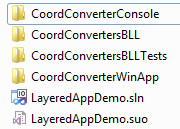 CoordConverterConsole
CoordConvertersBLL
CoordConvertersBLLTests
CoordConverterWinApp
LayeredAppDemo.sln
LayeredAppDemo.suo